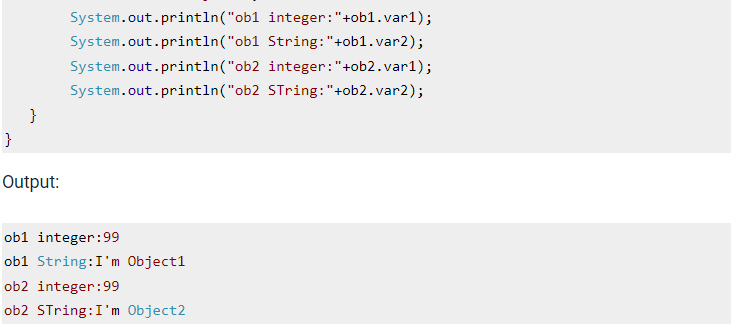 System.out.println("ob1 integer:"+ob1.var1);
System.out.println("ob1 String:"+ob1.var2);
System.out.println("ob2 integer:"+ob2.var1);
System.out.println("ob2 STring:"+ob2.var2);
}
}
Output:
ob1 integer:99
ob1 String:I'm Object1
ob2 integer:99
ob2 STring:I'm Object2